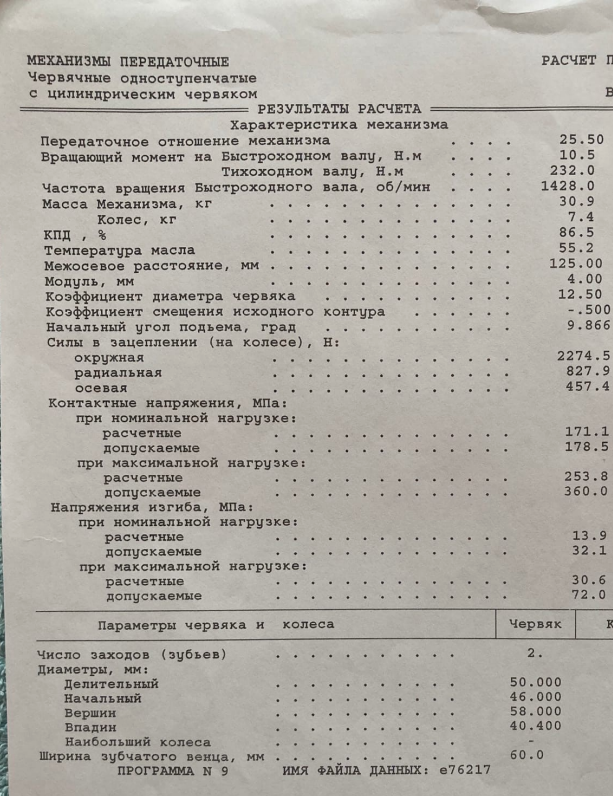 МЕХАНИЗМЫ ПЕРЕДАТОЧНЫЕ РАСЧЕТ П
Червячные одноступенчатые
с цилиндрическим червяком В
РЕЗУЛЬТАТЫ РАСЧЕТА
Характеристика механизма
Передаточное отношение механизма . . . . 25.50
Вращающий момент на Быстроходном валу, Н.м . . . . 10.5
Тихоходном валу, Н.м . . . . 232.0
Частота вращения Быстроходного вала, об/мин . . . . 1428.0
Масса Механизма, кг . . . . . . . . . . . . . 30.9
Колес, кг . . . . . . . . . . . . . 7.4
КПД , % . . . . . . . . . . . . . 86.5
Температура масла . . . . . . . . . . . . . 55.2
Межосевое расстояние, мм . . . . . . . . . . . . . . 125.00
Модуль, мм . . . . . . . . . . . . . 4.00
Коэффициент диаметра червяка . . . . . . . . . . 12.50
Коэффициент смещения исходного контура . . . . . . -.500
Начальный угол подьема, град . . . . . . . . . . 9.866
Силы в зацеплении (на колесе), Н:
окружная . . . . . . . . . . . . . 2274.5
радиальная . . . . . . . . . . . . . 827.9
осевая . . . . . . . . . . . . . 457.4
Контактные напряжения, МПа:
при номинальной нагрузке:
расчетные . . . . . . . . . . . . . 171.1
допускаемые . . . . . . . . . . . . . 178.5
при максимальной нагрузке:
расчетные . . . . . . . . . . . . . 253.8
допускаемые . . . . . . . . . . . . . 360.0
Напряжения изгиба, МПа:
при номинальной нагрузке:
расчетные . . . . . . . . . . . . . 13.9
допускаемые . . . . . . . . . . . . . 32.1
при максимальной нагрузке:
расчетные . . . . . . . . . . . . . 30.6
допускаемые . . . . . . . . . . . . . 72.0
Параметры червяка и колеса Червяк К
Число заходов (зубьев) . . . . . . . . . . 2.
Диаметры, мм:
Делительный . . . . . . . . . . 50.000
Начальный . . . . . . . . . . 46.000
Вершин . . . . . . . . . . 58.000
Впадин . . . . . . . . . . 40.400
Наибольший колеса . . . . . . . . . . -
Ширина зубчатого венца, мм . . . . . . . . . . 60.0
ПРОГРАММА N 9 ИМЯ ФАЙЛА ДАННЫХ: e76217